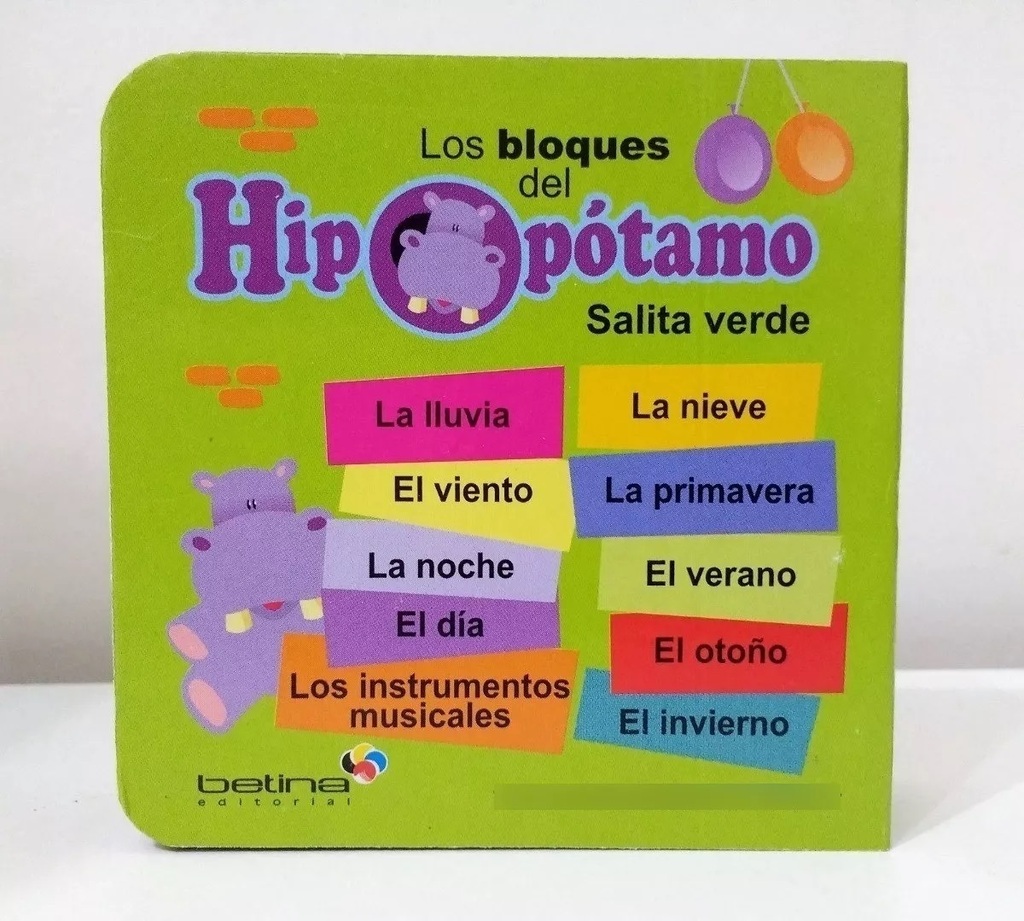 Los bloques
del
Hipopótamo
Salita verde
La lluvia
El viento
La noche
El día
Los instrumentos
musicales
La nieve
La primavera
El verano
El otoño
El invierno
betina
editorial